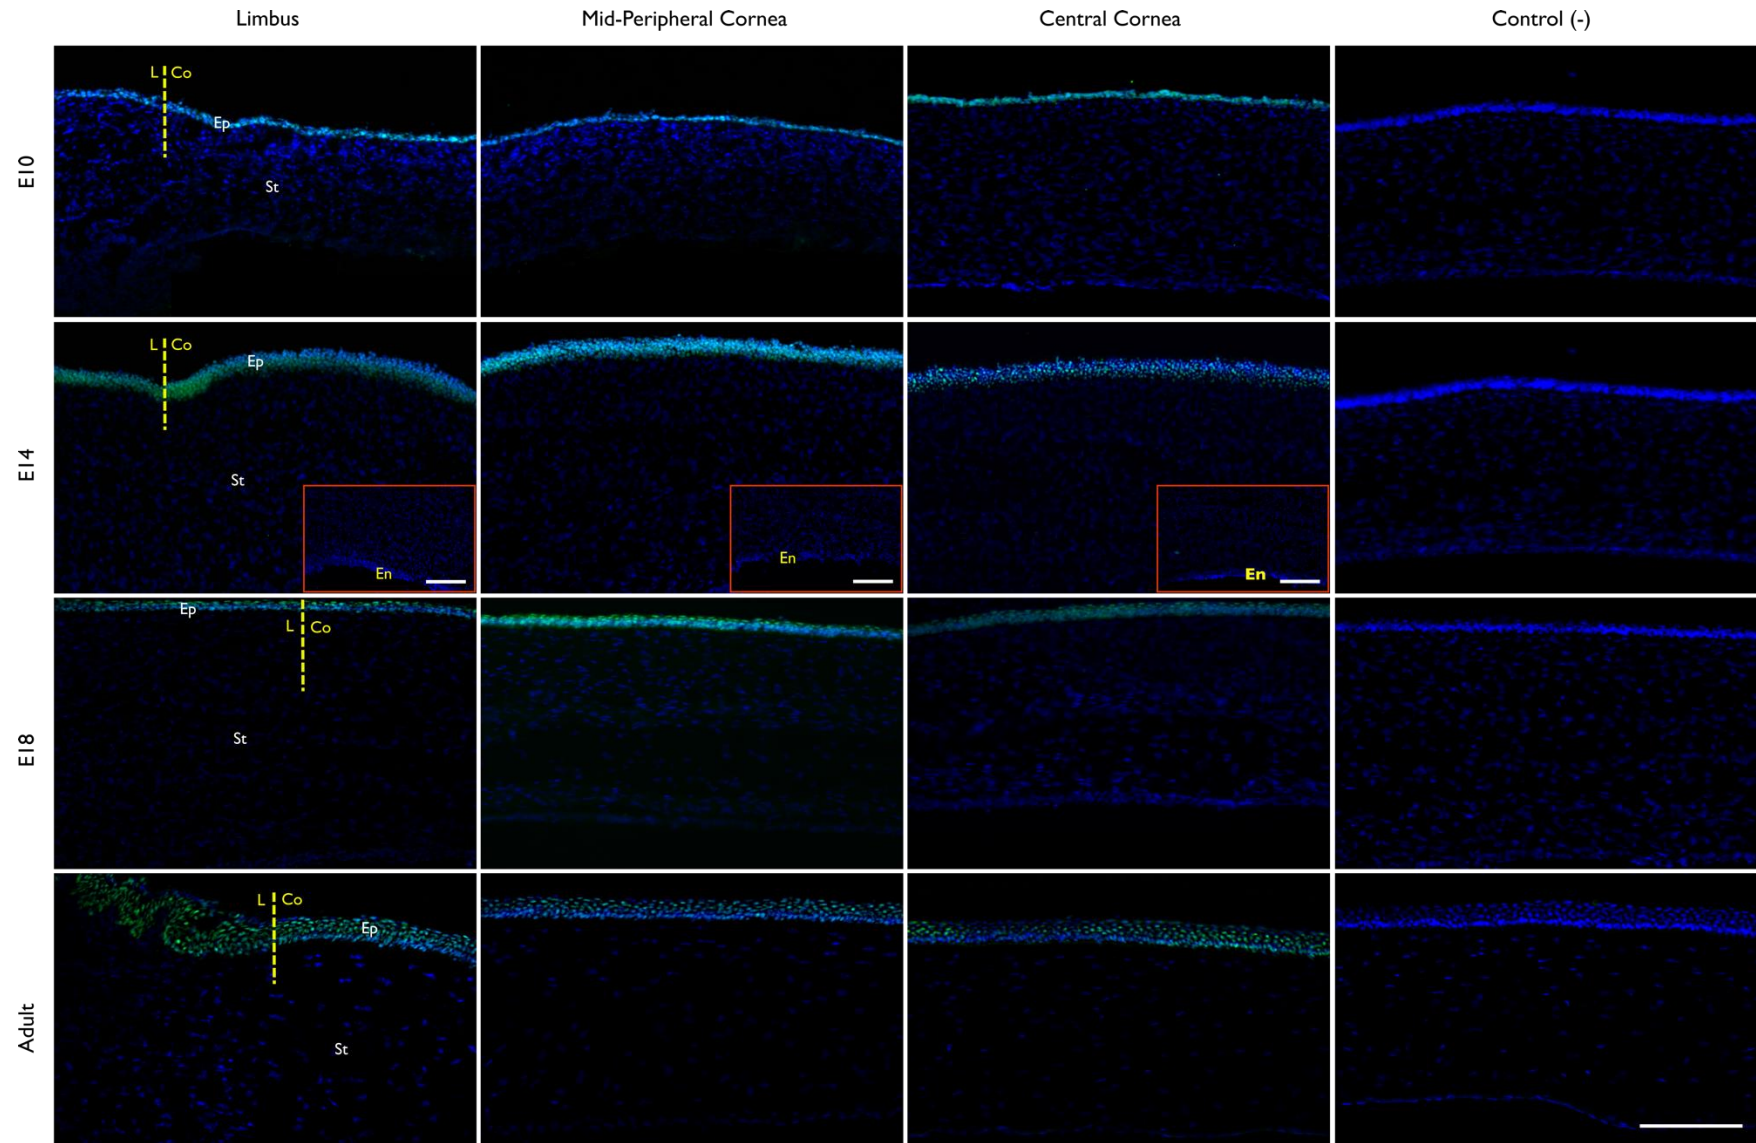 Limbus
Mid-Peripheral Cornea
Central Cornea
Control (-)
E10
L Co
Ep
St
E14
L Co
Ep
St
En
En
En
E18
Ep
L Co
St
Adult
L Co
Ep
St